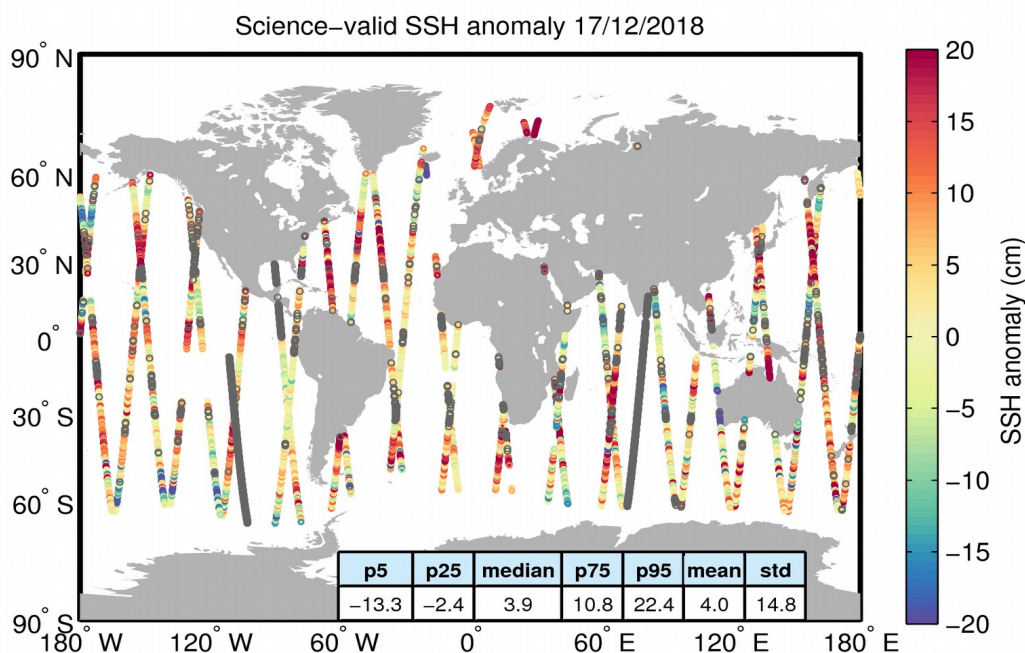 Science−valid SSH anomaly 17/12/2018
90° N
60° N
30° N
0°
30° S
60° S
90° S
180° W
120° W
60° W
0°
60° E
120° E
180° E
p5 p25 median p75 p95 mean std
−13.3 −2.4 3.9 10.8 22.4 4.0 14.8
20
15
10
5
0
−5
−10
−15
−20
SSH anomaly (cm)